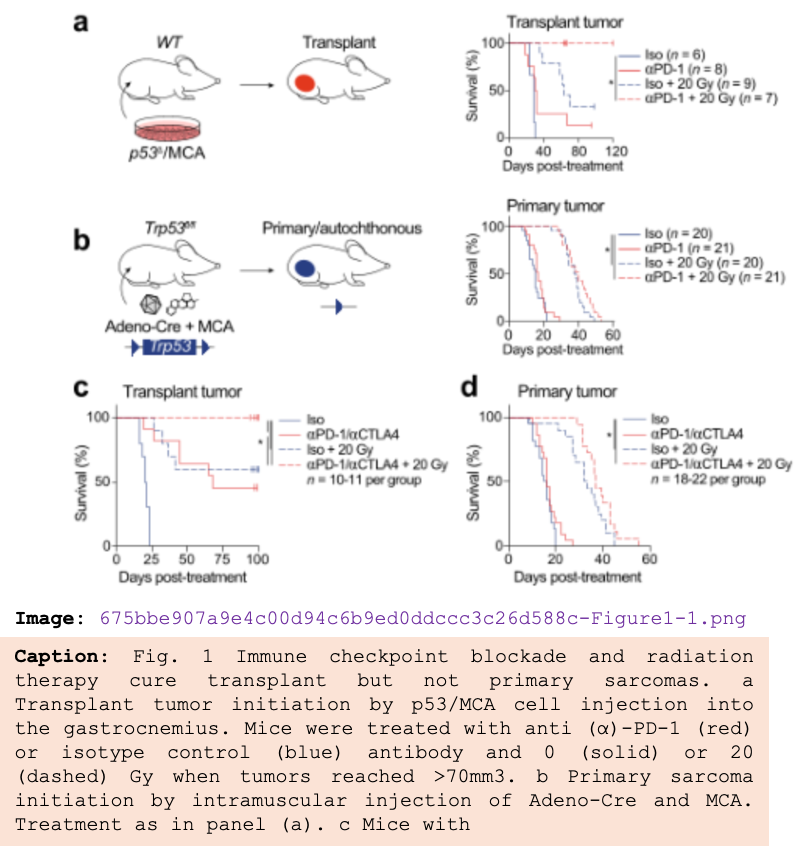 a
WT
Transplant
p53fl/MCA
Transplant tumor
100
50
0
Survival (%)
0 40 80 120
Days post-treatment
Iso (n = 6)
αPD-1 (n = 8)
Iso + 20 Gy (n = 9)
αPD-1 + 20 Gy (n = 7)
*
b
Trp53fl/fl
Primary/autochthonous
Adeno-Cre + MCA
Trp53
Primary tumor
100
50
0
Survival (%)
0 20 40 60
Days post-treatment
Iso (n = 20)
αPD-1 (n = 21)
Iso + 20 Gy (n = 20)
αPD-1 + 20 Gy (n = 21)
*
c
Transplant tumor
100
50
0
Survival (%)
0 25 50 75 100
Days post-treatment
Iso
αPD-1/αCTLA4
Iso + 20 Gy
αPD-1/αCTLA4 + 20 Gy
n = 10-11 per group
*
d
Primary tumor
100
50
0
Survival (%)
0 20 40 60
Days post-treatment
Iso
αPD-1/αCTLA4
Iso + 20 Gy
αPD-1/αCTLA4 + 20 Gy
n = 18-22 per group
*
Image: 675bbe907a9e4c00d94c6b9ed0ddccc3c26d588c-Figure1-1.png
Caption: Fig. 1 Immune checkpoint blockade and radiation
therapy cure transplant but not primary sarcomas. a
Transplant tumor initiation by p53/MCA cell injection into
the gastrocnemius. Mice were treated with anti (α)-PD-1 (red)
or isotype control (blue) antibody and 0 (solid) or 20
(dashed) Gy when tumors reached >70mm3. b Primary sarcoma
initiation by intramuscular injection of Adeno-Cre and MCA.
Treatment as in panel (a). c Mice with